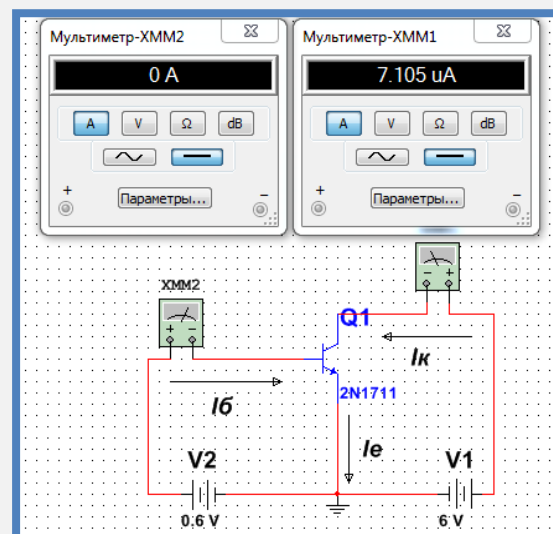 Мультиметр-XMM2
0 A
A V Ω dB
+ −
Параметры...
Мультиметр-XMM1
7.105 uA
A V Ω dB
+ −
Параметры...
XMM2
+ −
− +
Q1
Iк
2N1711
Iб
Ie
V2
V1
0.6 V
6 V